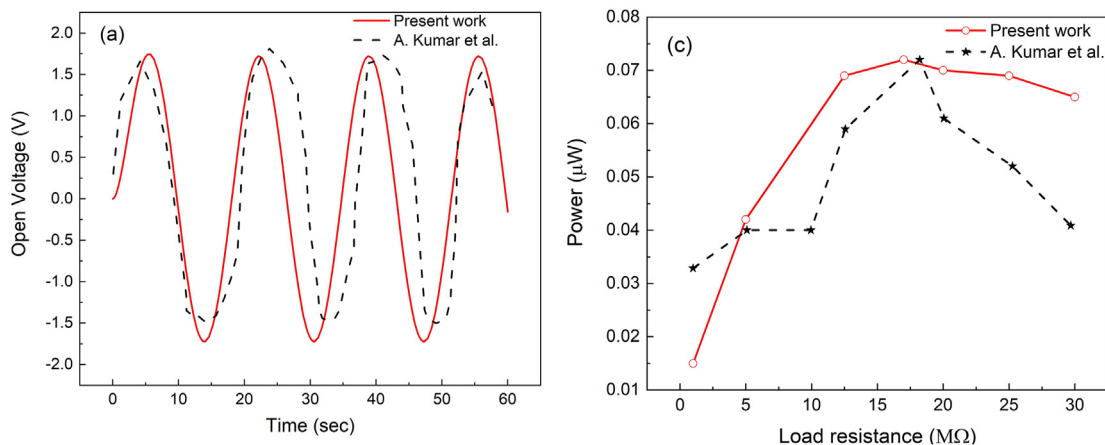 (a)
Present work
A. Kumar et al.
2.0
1.5
1.0
0.5
0.0
-0.5
-1.0
-1.5
-2.0
Open Voltage (V)
0 10 20 30 40 50 60
Time (sec)
(c)
Present work
A. Kumar et al.
0.08
0.07
0.06
0.05
0.04
0.03
0.02
0.01
Power (μW)
0 5 10 15 20 25 30
Load resistance (MΩ)